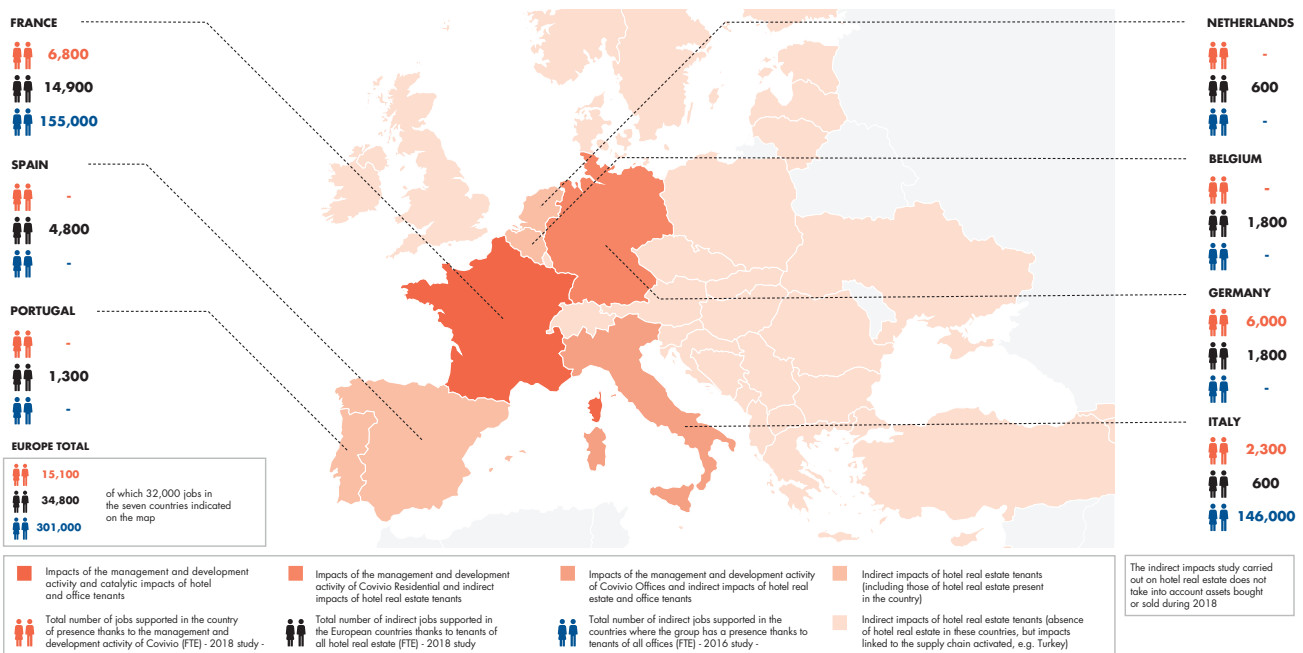 FRANCE
6,800
14,900
155,000
SPAIN
-
4,800
-
PORTUGAL
-
1,300
-
EUROPE TOTAL
15,100
34,800
301,000
of which 32,000 jobs in
the seven countries indicated
on the map
NETHERLANDS
-
600
-
BELGIUM
-
1,800
-
GERMANY
6,000
1,800
-
ITALY
2,300
600
146,000
Impacts of the management and development
activity and catalytic impacts of hotel
and office tenants
Impacts of the management and development
activity of Covivio Residential and indirect
impacts of hotel real estate tenants
Impacts of the management and development activity
of Covivio Offices and indirect impacts of hotel real
estate and office tenants
Indirect impacts of hotel real estate tenants
(including those of hotel real estate present
in the country)
Total number of jobs supported in the country
of presence thanks to the management and
development activity of Covivio (FTE) - 2018 study -
Total number of indirect jobs supported in
the European countries thanks to tenants of
all hotel real estate (FTE) - 2018 study
Total number of indirect jobs supported in the
countries where the group has a presence thanks to
tenants of all offices (FTE) - 2016 study -
Indirect impacts of hotel real estate tenants (absence
of hotel real estate in these countries, but impacts
linked to the supply chain activated, e.g. Turkey)
The indirect impacts study carried
out on hotel real estate does not
take into account assets bought
or sold during 2018